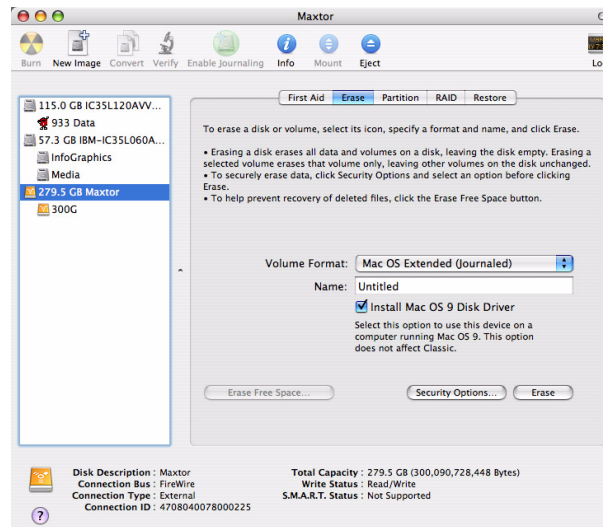 Maxtor
Burn New Image Convert Verify Enable Journaling Info Mount Eject
115.0 GB IC35L120AVV...
933 Data
57.3 GB IBM-IC35L060A...
InfoGraphics
Media
279.5 GB Maxtor
300G
First Aid Erase Partition RAID Restore
To erase a disk or volume, select its icon, specify a format and name, and click Erase.
• Erasing a disk erases all data and volumes on a disk, leaving the disk empty. Erasing a
selected volume erases that volume only, leaving other volumes on the disk unchanged.
• To securely erase data, click Security Options and select an option before clicking
Erase.
• To help prevent recovery of deleted files, click the Erase Free Space button.
Volume Format: Mac OS Extended (Journaled)
Name: Untitled
Install Mac OS 9 Disk Driver
Select this option to use this device on a
computer running Mac OS 9. This option
does not affect Classic.
Erase Free Space... Security Options... Erase
Disk Description : Maxtor Total Capacity : 279.5 GB (300,090,728,448 Bytes)
Connection Bus : FireWire Write Status : Read/Write
Connection Type : External S.M.A.R.T. Status : Not Supported
Connection ID : 4708040078000225
?